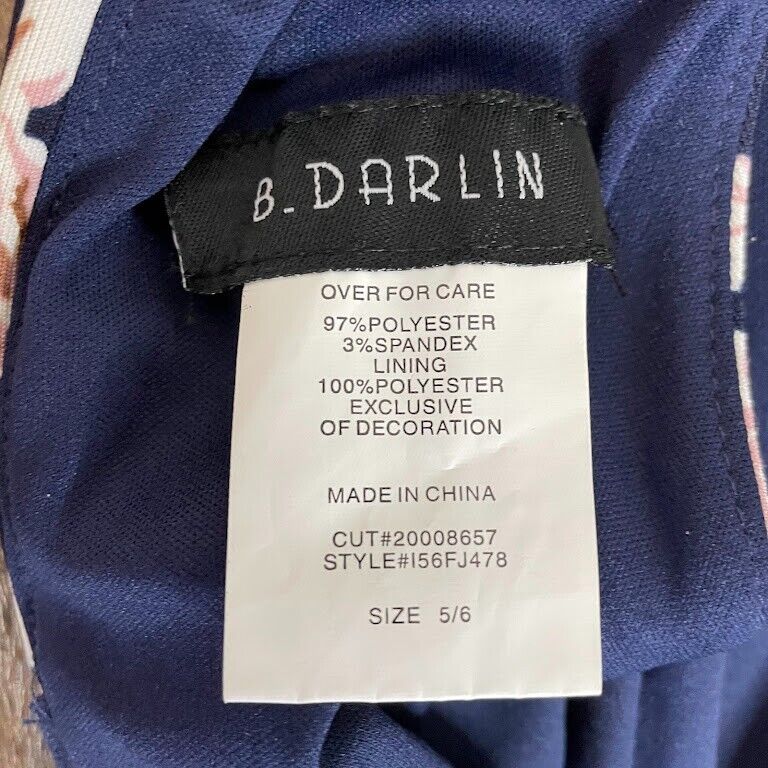 B. DARLIN
OVER FOR CARE
97%POLYESTER
3%SPANDEX
LINING
100%POLYESTER
EXCLUSIVE
OF DECORATION
MADE IN CHINA
CUT#20008657
STYLE#I56FJ478
SIZE 5/6